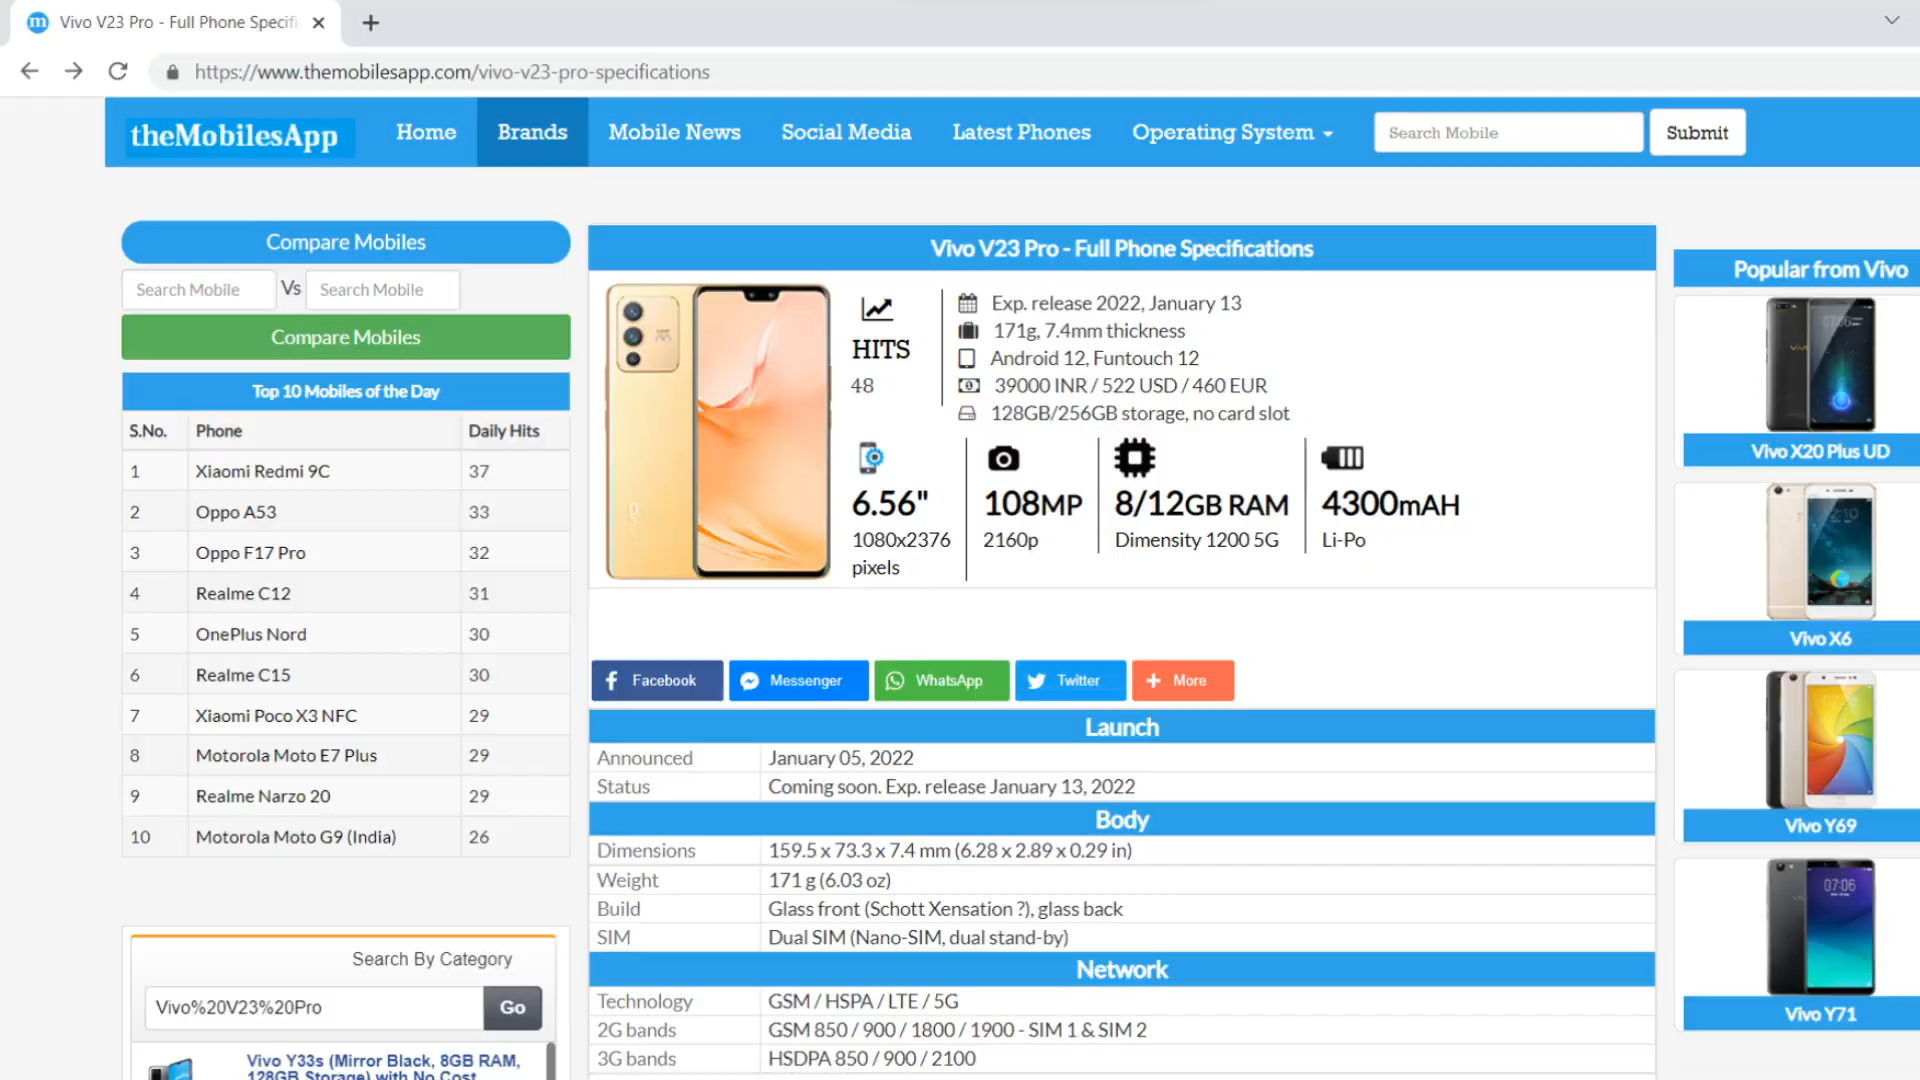 Vivo V23 Pro - Full Phone Specifi
https://www.themobilesapp.com/vivo-v23-pro-specifications
theMobilesApp Home Brands Mobile News Social Media Latest Phones Operating System Search Mobile Submit
Compare Mobiles
Search Mobile Vs Search Mobile
Compare Mobiles
Top 10 Mobiles of the Day
S.No. Phone Daily Hits
1 Xiaomi Redmi 9C 37
2 Oppo A53 33
3 Oppo F17 Pro 32
4 Realme C12 31
5 OnePlus Nord 30
6 Realme C15 30
7 Xiaomi Poco X3 NFC 29
8 Motorola Moto E7 Plus 29
9 Realme Narzo 20 29
10 Motorola Moto G9 (India) 26
Search By Category
Vivo%20V23%20Pro Go
Vivo Y33s (Mirror Black, 8GB RAM,
128GB Storage) with No Cost
Vivo V23 Pro - Full Phone Specifications
HITS
48
Exp. release 2022, January 13
171g, 7.4mm thickness
Android 12, Funtouch 12
39000 INR / 522 USD / 460 EUR
128GB/256GB storage, no card slot
6.56"
1080x2376
pixels
108MP
2160p
8/12GB RAM
Dimensity 1200 5G
4300mAH
Li-Po
Facebook Messenger WhatsApp Twitter More
Launch
Announced January 05, 2022
Status Coming soon. Exp. release January 13, 2022
Body
Dimensions 159.5 x 73.3 x 7.4 mm (6.28 x 2.89 x 0.29 in)
Weight 171 g (6.03 oz)
Build Glass front (Schott Xensation ?), glass back
SIM Dual SIM (Nano-SIM, dual stand-by)
Network
Technology GSM / HSPA / LTE / 5G
2G bands GSM 850 / 900 / 1800 / 1900 - SIM 1 & SIM 2
3G bands HSDPA 850 / 900 / 2100
Popular from Vivo
Vivo X20 Plus UD
Vivo X6
Vivo Y69
07:06
Vivo Y71